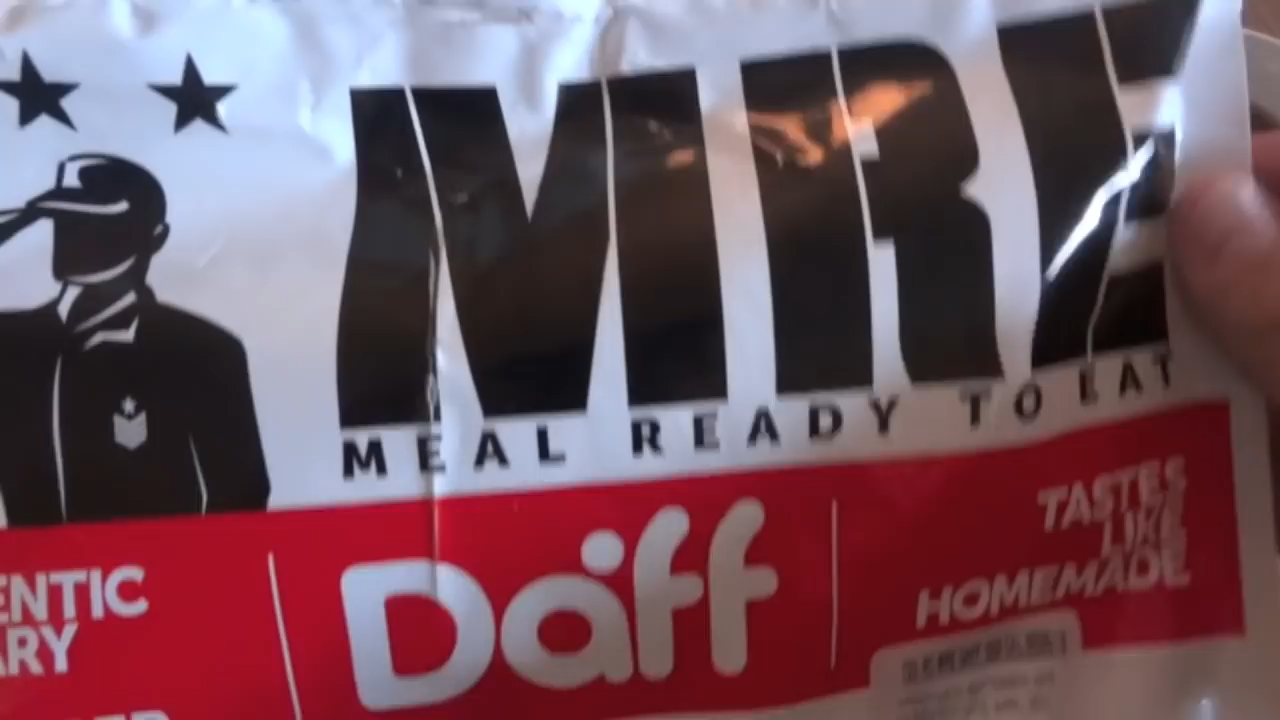 MRE
MEAL READY TO EAT
ENTIC
ARY
Daff
TASTES
LIKE
HOMEMADE